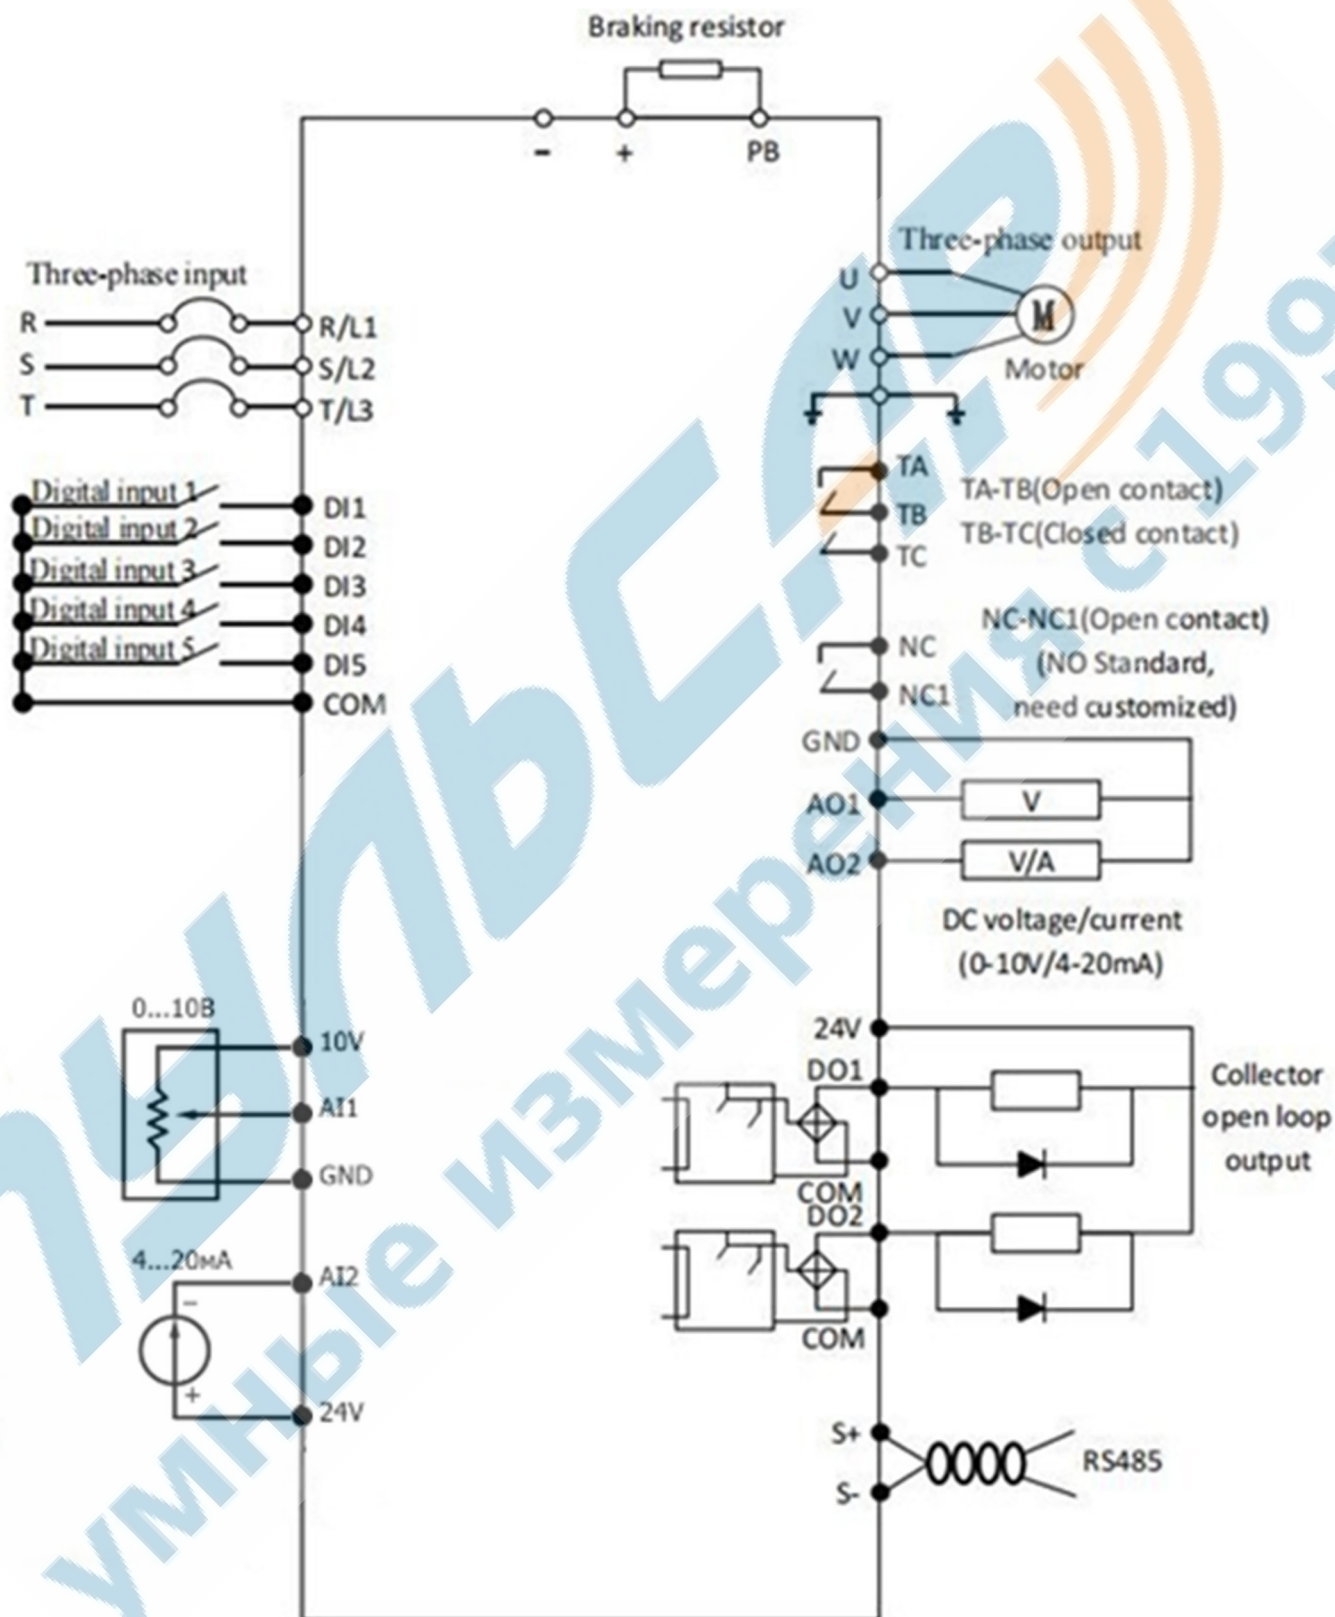 Braking resistor
-
+
PB
Three-phase input
R
R/L1
S
S/L2
T
T/L3
Three-phase output
U
V
W
M
Motor
Digital input 1
DI1
Digital input 2
DI2
Digital input 3
DI3
Digital input 4
DI4
Digital input 5
DI5
COM
TA
TB
TC
TA-TB(Open contact)
TB-TC(Closed contact)
NC
NC1
NC-NC1(Open contact)
(NO Standard,
need customized)
GND
AO1
V
AO2
V/A
DC voltage/current
(0-10V/4-20mA)
0...10В
10V
AI1
GND
4...20мА
AI2
-
+
24V
24V
DO1
COM
DO2
COM
Collector
open loop
output
S+
S-
RS485
умные измерения с